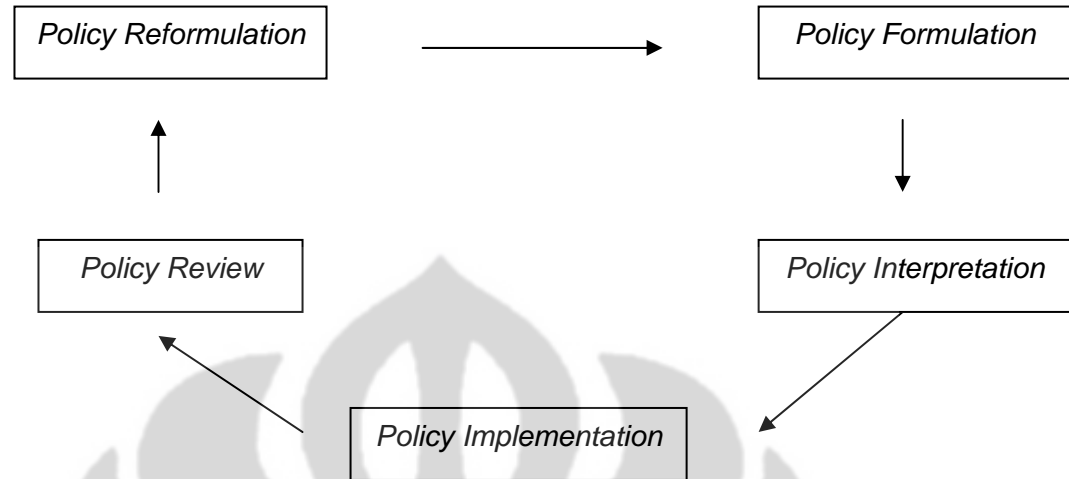 Policy Reformulation
Policy Formulation
Policy Review
Policy Interpretation
Policy Implementation